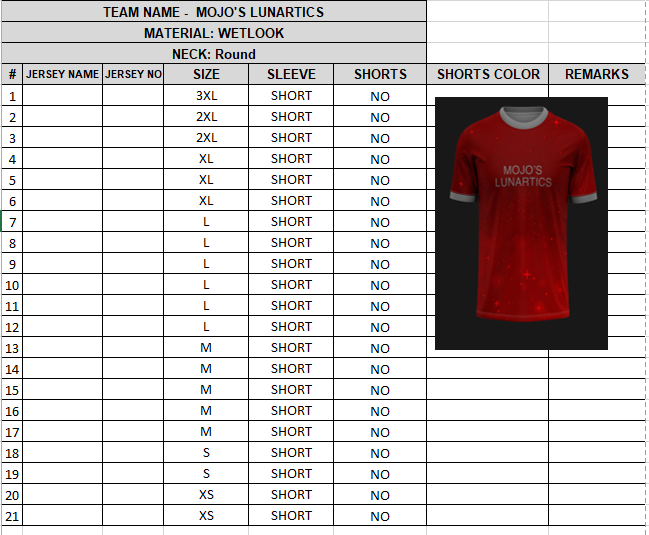 TEAM NAME - MOJO'S LUNARTICS
MATERIAL: WETLOOK
NECK: Round
# JERSEY NAME JERSEY NO SIZE SLEEVE SHORTS SHORTS COLOR REMARKS
1 3XL SHORT NO
2 2XL SHORT NO
3 2XL SHORT NO
4 XL SHORT NO
5 XL SHORT NO
6 XL SHORT NO
7 L SHORT NO
8 L SHORT NO
9 L SHORT NO
10 L SHORT NO
11 L SHORT NO
12 L SHORT NO
13 M SHORT NO
14 M SHORT NO
15 M SHORT NO
16 M SHORT NO
17 M SHORT NO
18 S SHORT NO
19 S SHORT NO
20 XS SHORT NO
21 XS SHORT NO
MOJO'S
LUNARTICS